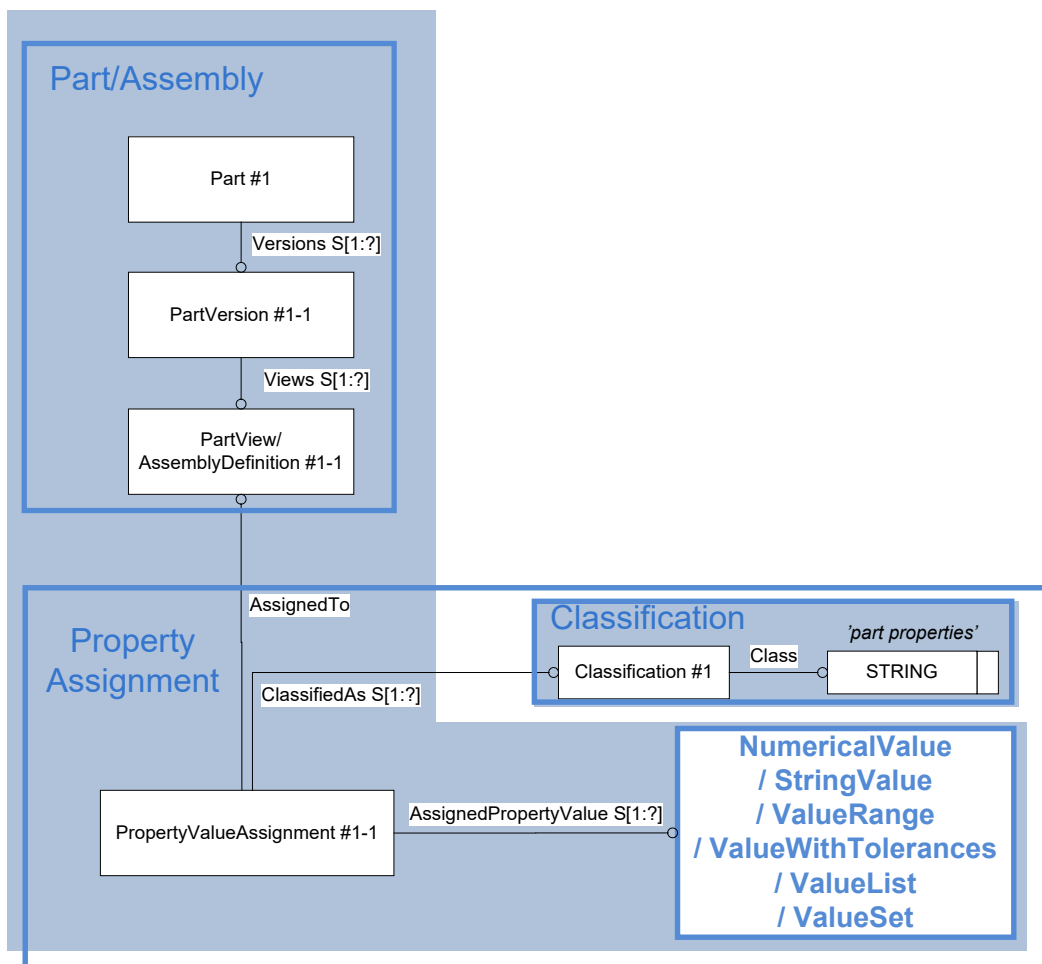 Part/Assembly
Part #1
Versions S[1:?]
PartVersion #1-1
Views S[1:?]
PartView/
AssemblyDefinition #1-1
AssignedTo
Property
Assignment
Classification
'part properties'
Classification #1
Class
STRING
ClassifiedAs S[1:?]
PropertyValueAssignment #1-1
AssignedPropertyValue S[1:?]
NumericalValue
/ StringValue
/ ValueRange
/ ValueWithTolerances
/ ValueList
/ ValueSet